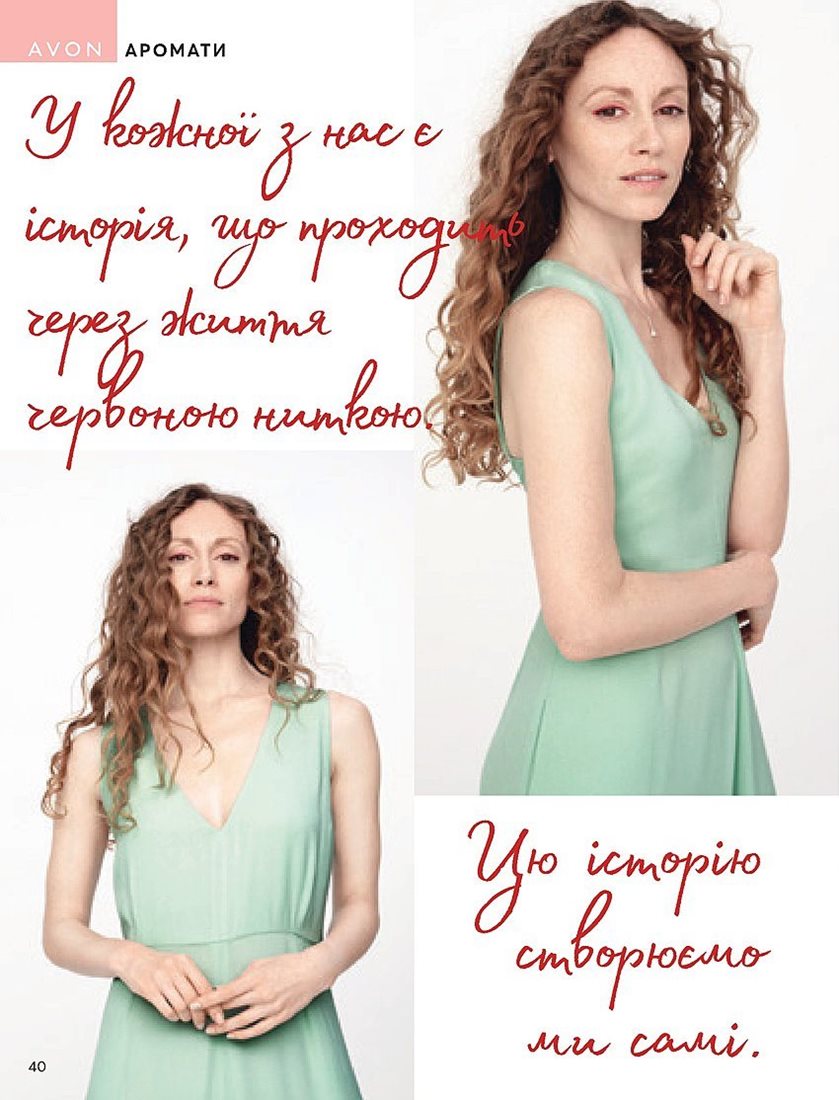 AVON АРОМАТИ
У кожної з нас є
історія, що проходить
через життя
червоною ниткою.
Цю історію
створюємо
ми самі.
40